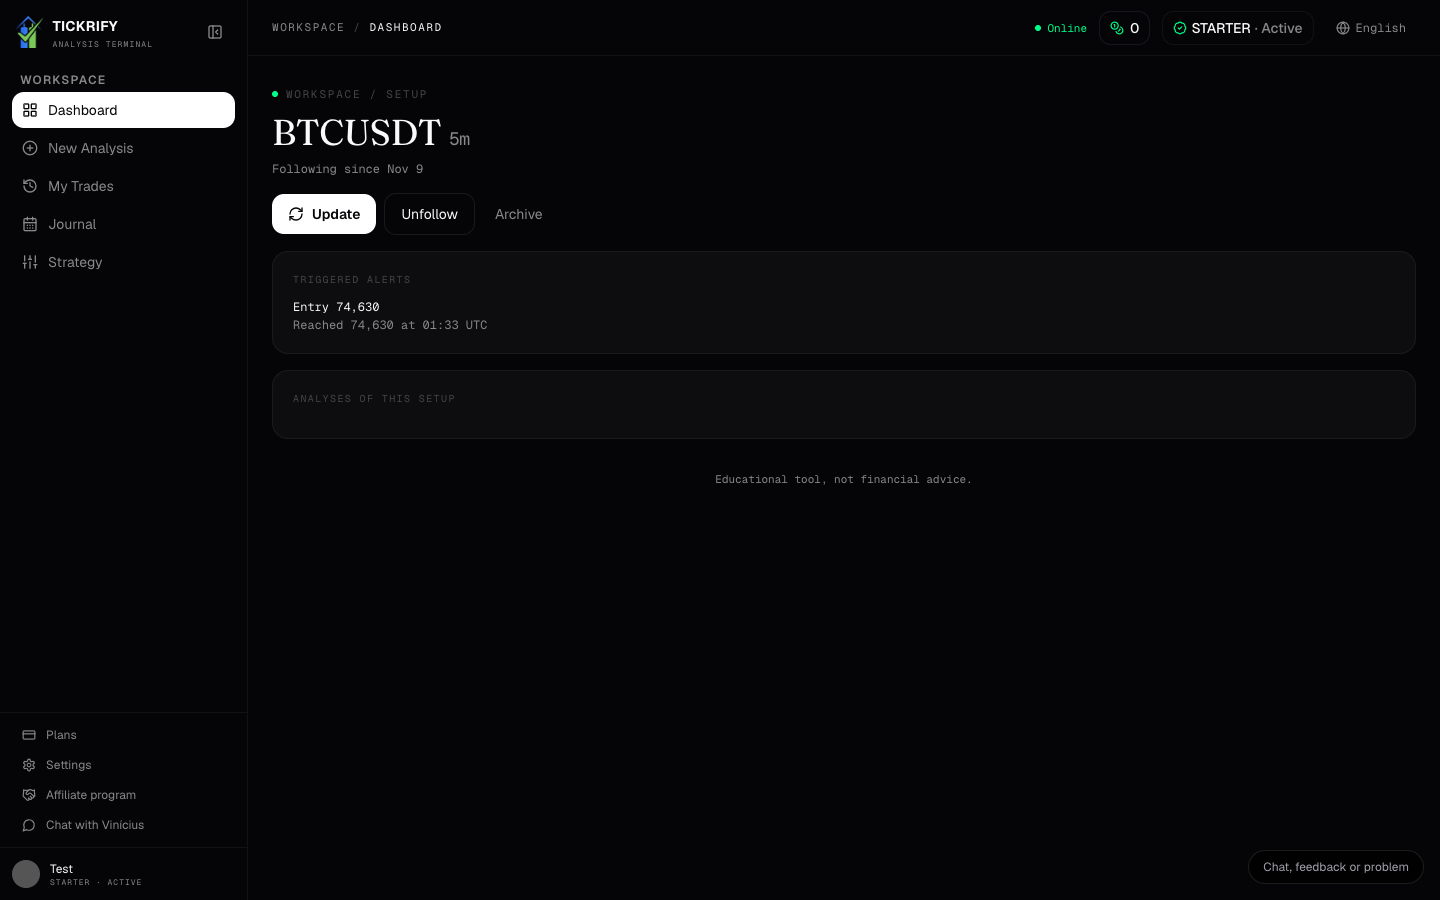 TICKRIFY
ANALYSIS TERMINAL
WORKSPACE
Dashboard
New Analysis
My Trades
Journal
Strategy
Plans
Settings
Affiliate program
Chat with Vinícius
Test
STARTER · ACTIVE
WORKSPACE / DASHBOARD
Online
0
STARTER · Active
English
WORKSPACE / SETUP
BTCUSDT 5m
Following since Nov 9
Update
Unfollow
Archive
TRIGGERED ALERTS
Entry 74,630
Reached 74,630 at 01:33 UTC
ANALYSES OF THIS SETUP
Educational tool, not financial advice.
Chat, feedback or problem